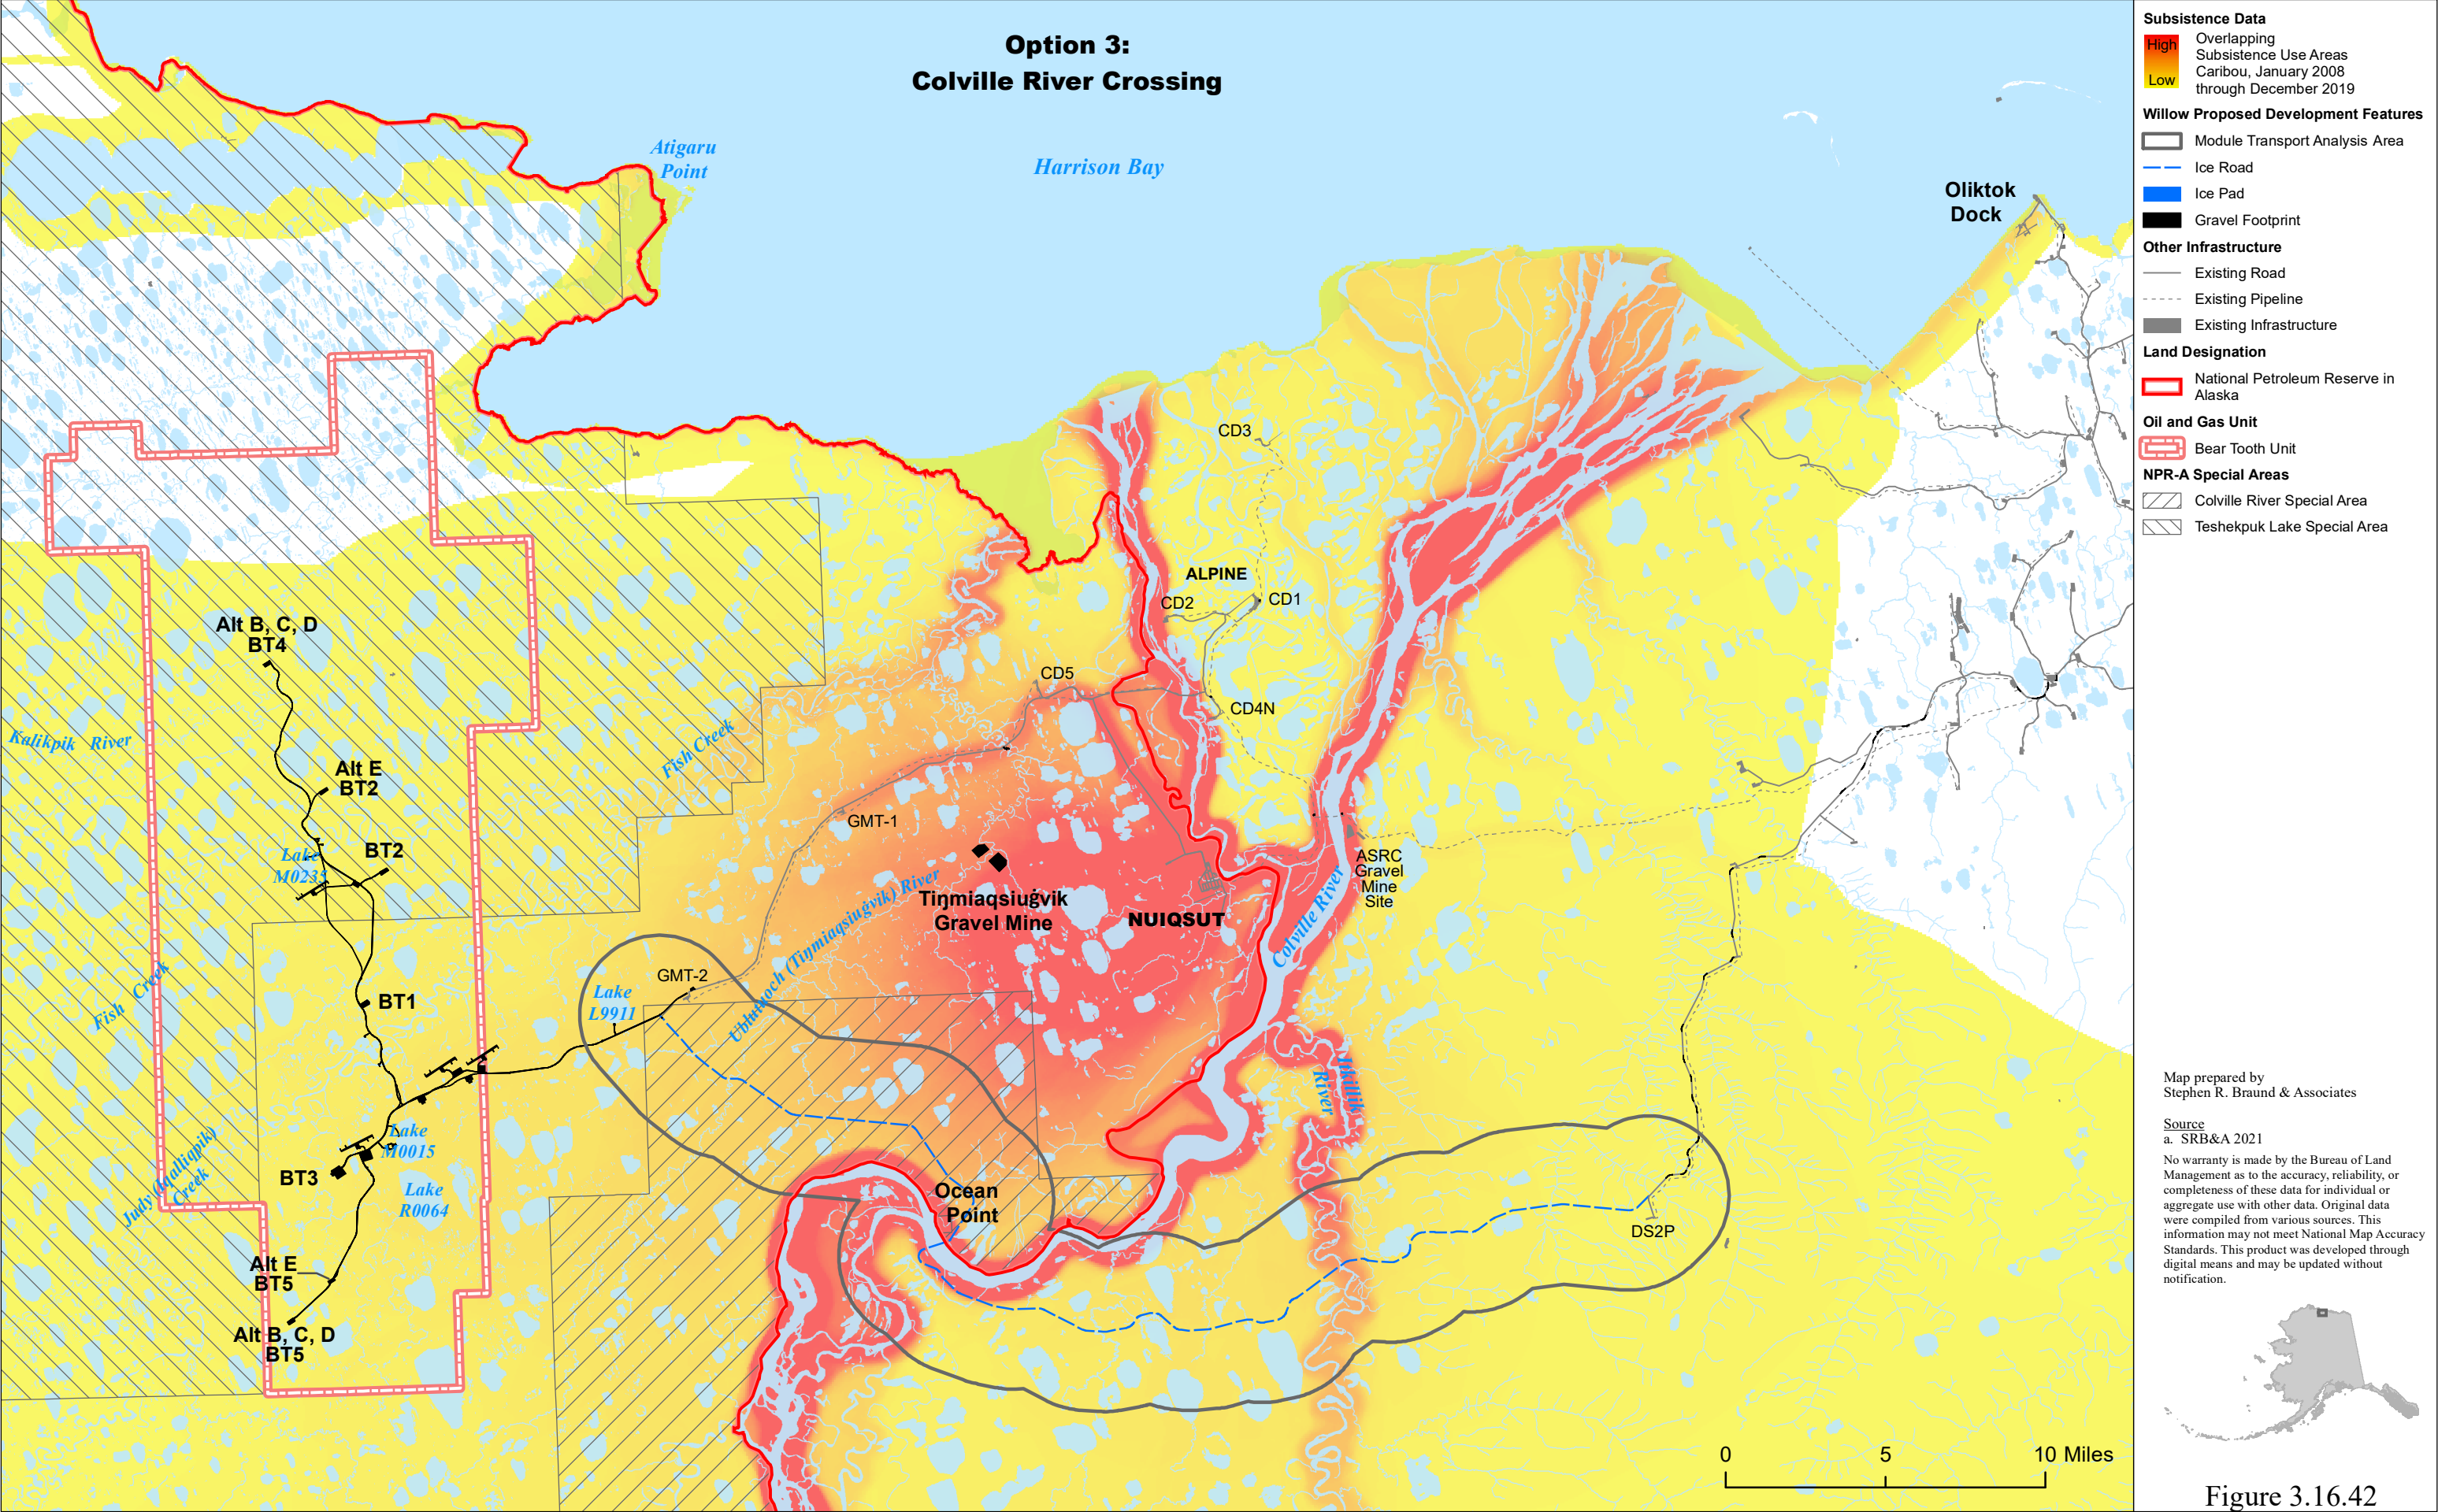 Option 3:
Colville River Crossing
Atigaru
Point
Harrison Bay
Oliktok
Dock
CD3
ALPINE
CD2
CD1
CD5
CD4N
Alt B, C, D
BT4
Kalikpik River
Fish Creek
Alt E
BT2
GMT-1
Lake
M0235
BT2
Tiŋmiaqsiuġvik
Gravel Mine
NUIQSUT
ASRC
Gravel
Mine
Site
Colville River
Ublutuoch (Tiŋmiaqsiuġvik) River
GMT-2
Lake
L9911
BT1
Fish Creek
Itkillik
River
Lake
M0015
BT3
Judy (Iqalliqpik)
Creek
Lake
R0064
Ocean
Point
DS2P
Alt E
BT5
Alt B, C, D
BT5
0 5 10 Miles
Subsistence Data
High
Low
Overlapping
Subsistence Use Areas
Caribou, January 2008
through December 2019
Willow Proposed Development Features
Module Transport Analysis Area
Ice Road
Ice Pad
Gravel Footprint
Other Infrastructure
Existing Road
Existing Pipeline
Existing Infrastructure
Land Designation
National Petroleum Reserve in
Alaska
Oil and Gas Unit
Bear Tooth Unit
NPR-A Special Areas
Colville River Special Area
Teshekpuk Lake Special Area
Map prepared by
Stephen R. Braund & Associates
Source
a. SRB&A 2021
No warranty is made by the Bureau of Land
Management as to the accuracy, reliability, or
completeness of these data for individual or
aggregate use with other data. Original data
were compiled from various sources. This
information may not meet National Map Accuracy
Standards. This product was developed through
digital means and may be updated without
notification.
Figure 3.16.42